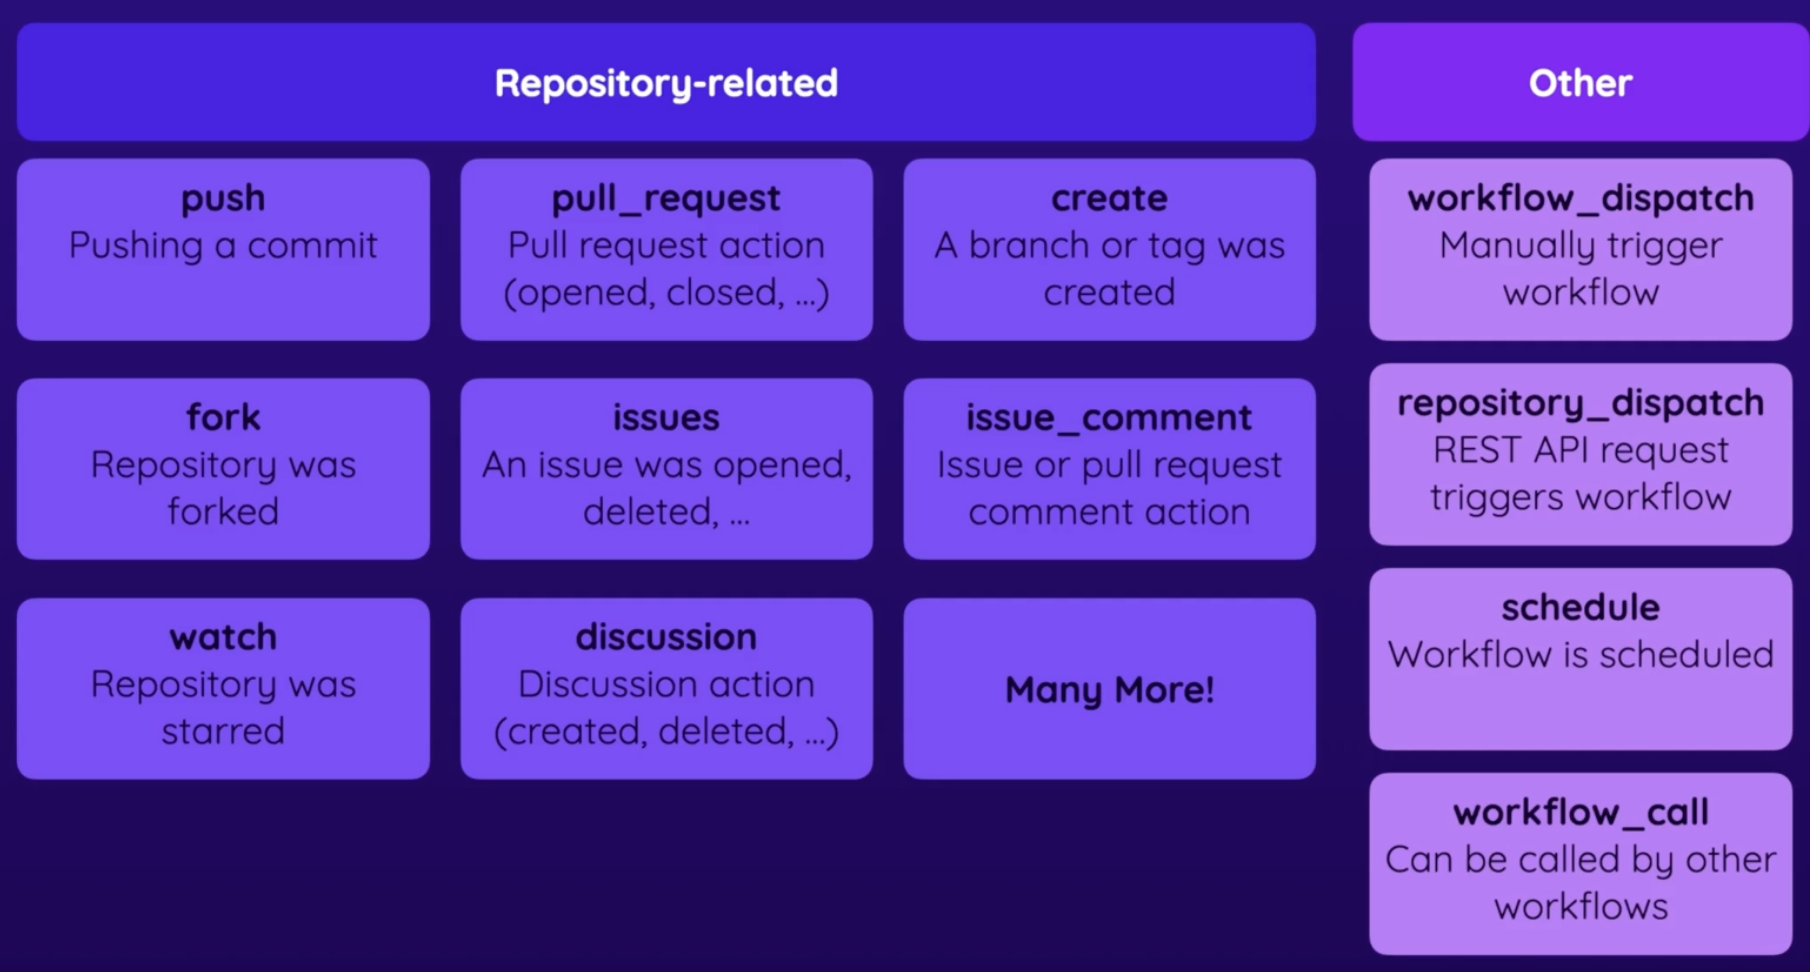 Repository-related
push
Pushing a commit
pull_request
Pull request action
(opened, closed, ...)
create
A branch or tag was
created
fork
Repository was
forked
issues
An issue was opened,
deleted, ...
issue_comment
Issue or pull request
comment action
watch
Repository was
starred
discussion
Discussion action
(created, deleted, ...)
Many More!
Other
workflow_dispatch
Manually trigger
workflow
repository_dispatch
REST API request
triggers workflow
schedule
Workflow is scheduled
workflow_call
Can be called by other
workflows